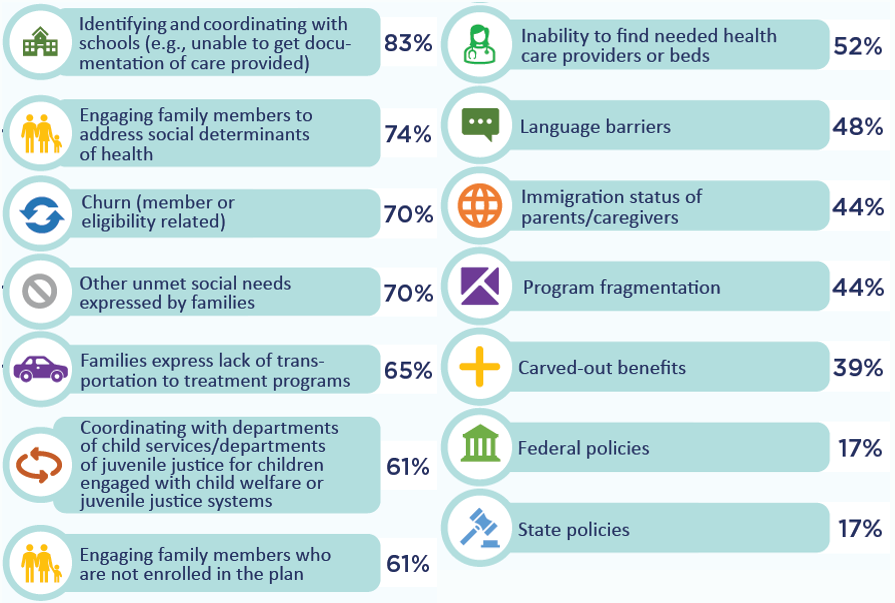 Identifying and coordinating with
schools (e.g., unable to get docu-
mentation of care provided)
83%
Engaging family members to
address social determinants
of health
74%
Churn (member or
eligibility related)
70%
Other unmet social needs
expressed by families
70%
Families express lack of trans-
portation to treatment programs
65%
Coordinating with departments
of child services/departments
of juvenile justice for children
engaged with child welfare or
juvenile justice systems
61%
Engaging family members who
are not enrolled in the plan
61%
Inability to find needed health
care providers or beds
52%
Language barriers
48%
Immigration status of
parents/caregivers
44%
Program fragmentation
44%
Carved-out benefits
39%
Federal policies
17%
State policies
17%